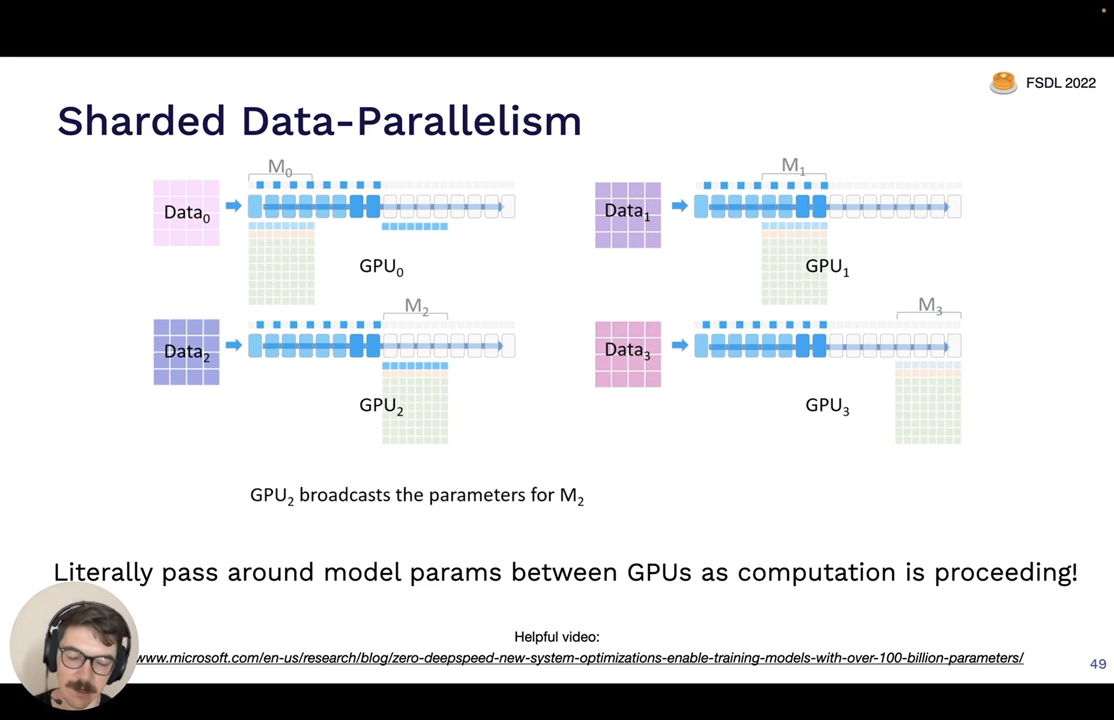 FSDL 2022
Sharded Data-Parallelism
M₀
M₁
Data₀
Data₁
GPU₀
GPU₁
M₂
M₃
Data₂
Data₃
GPU₂
GPU₃
GPU₂ broadcasts the parameters for M₂
Literally pass around model params between GPUs as computation is proceeding!
Helpful video:
www.microsoft.com/en-us/research/blog/zero-deepspeed-new-system-optimizations-enable-training-models-with-over-100-billion-parameters/
49